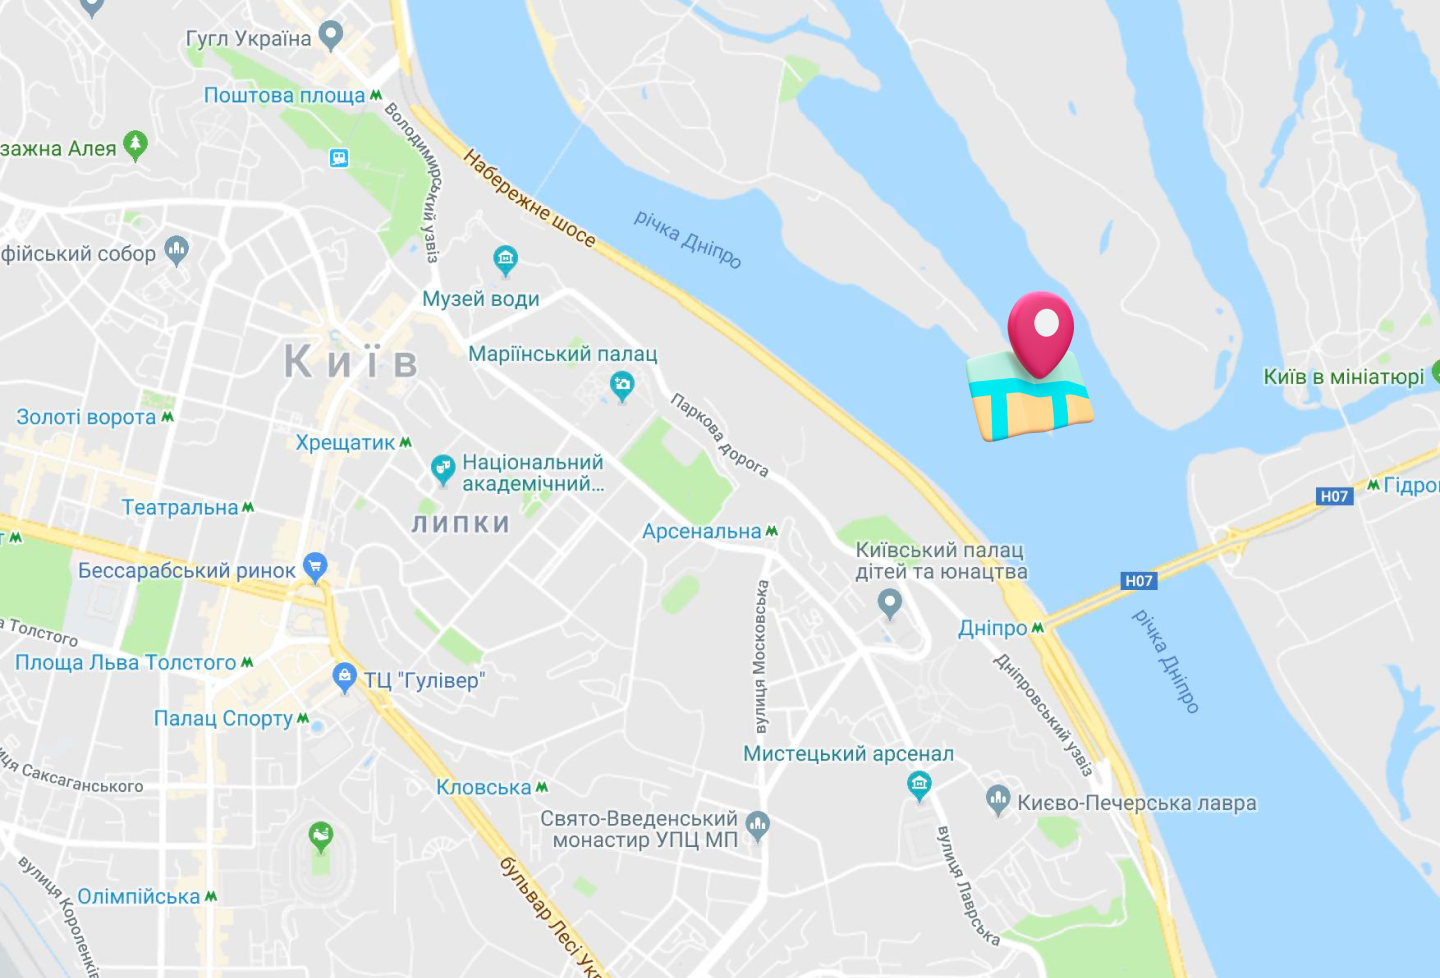 Гугл Україна
Поштова площа
Володимирський узвіз
зажна Алея
Набережне шосе
річка Дніпро
фійський собор
Музей води
Київ
Маріїнський палац
Київ в мініатюрі
Паркова дорога
Золоті ворота
Хрещатик
Національний
академічний...
Гідро
H07
Театральна
ЛИПКИ
Арсенальна
т
Київський палац
дітей та юнацтва
Бессарабський ринок
H07
вулиця Московська
річка Дніпро
а Толстого
Дніпро
Площа Льва Толстого
ТЦ "Гулівер"
Дніпровський узвіз
Палац Спорту
Мистецький арсенал
иця Саксаганського
Кловська
Києво-Печерська лавра
Свято-Введенський
монастир УПЦ МП
вулиця Лаврська
бульвар Лесі Укр
вулиця Короленків
Олімпійська